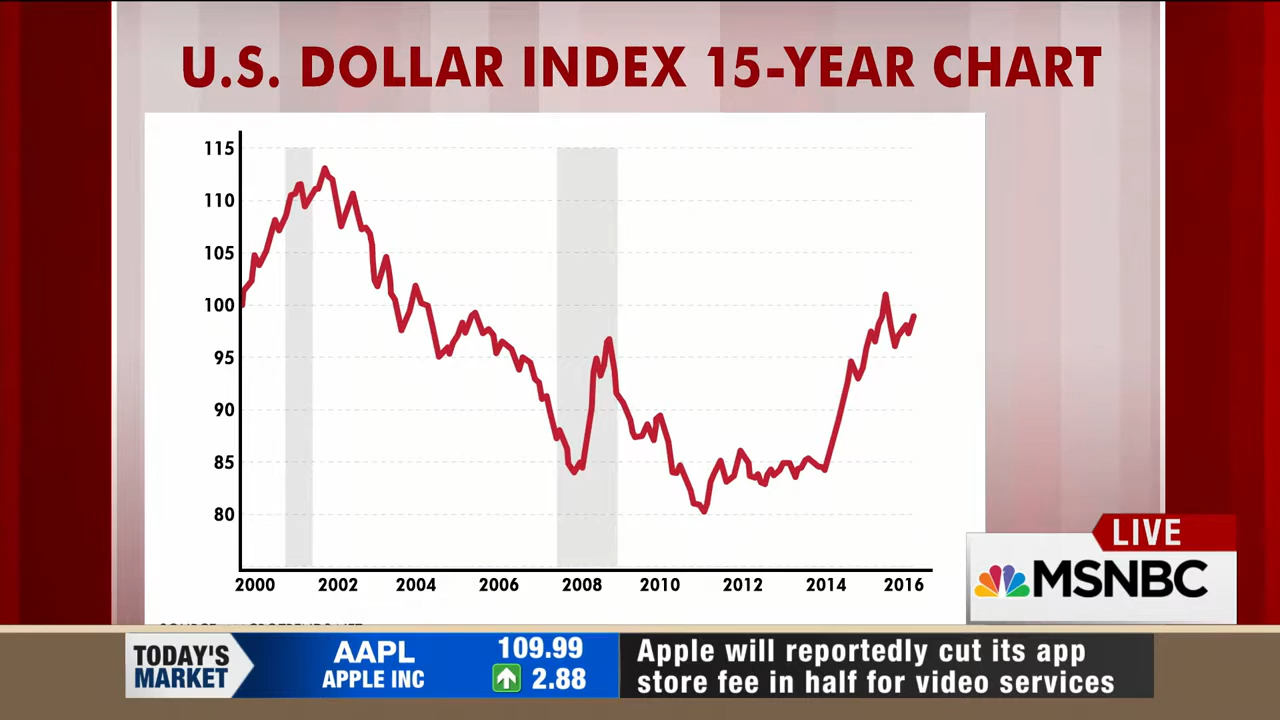 U.S. DOLLAR INDEX 15-YEAR CHART
115
110
105
100
95
90
85
80
2000 2002 2004 2006 2008 2010 2012 2014 2016
LIVE
MSNBC
TODAY'S
MARKET
AAPL
APPLE INC
109.99
2.88
Apple will reportedly cut its app
store fee in half for video services